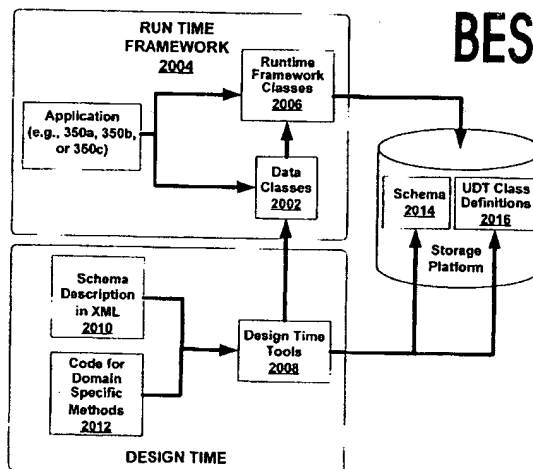 RUN TIME
FRAMEWORK
2004
BES
Runtime
Framework
Classes
2006
Application
(e.g., 350a, 350b,
or 350c)
Data
Classes
2002
Schema
2014
UDT Class
Definitions
2016
Storage
Platform
Schema
Description
in XML
2010
Design Time
Tools
2008
Code for
Domain
Specific
Methods
2012
DESIGN TIME